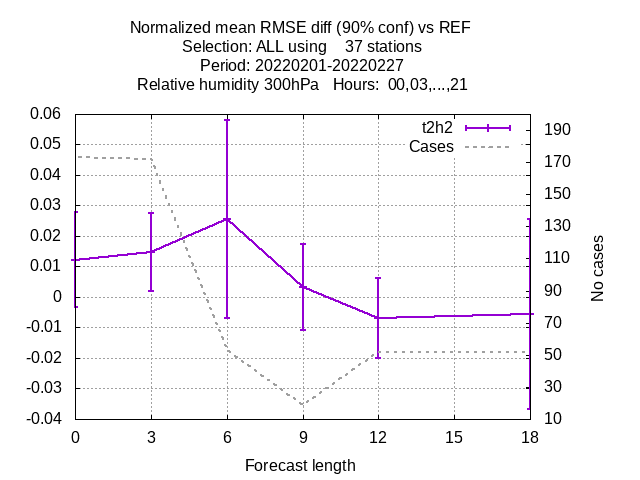 Normalized mean RMSE diff (90% conf) vs REF
Selection: ALL using    37 stations
Period: 20220201-20220227
Relative humidity 300hPa   Hours:  00,03,...,21
t2h2
Cases
0.06
0.05
0.04
0.03
0.02
0.01
0
-0.01
-0.02
-0.03
-0.04
190
170
150
130
110
90
70
50
30
10
No cases
0 3 6 9 12 15 18
Forecast length